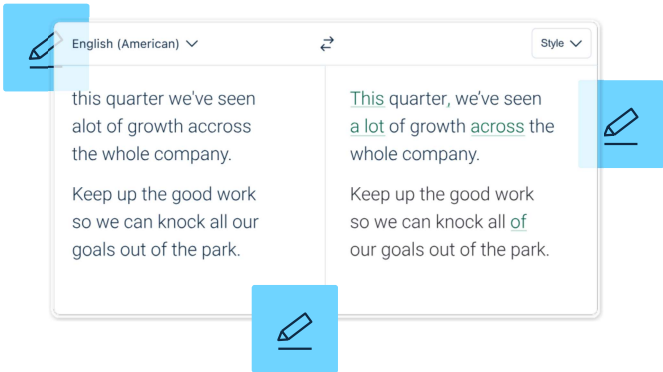 English (American)
Style
this quarter we've seen
alot of growth accross
the whole company.
Keep up the good work
so we can knock all our
goals out of the park.
This quarter, we’ve seen
a lot of growth across the
whole company.
Keep up the good work
so we can knock all of
our goals out of the park.